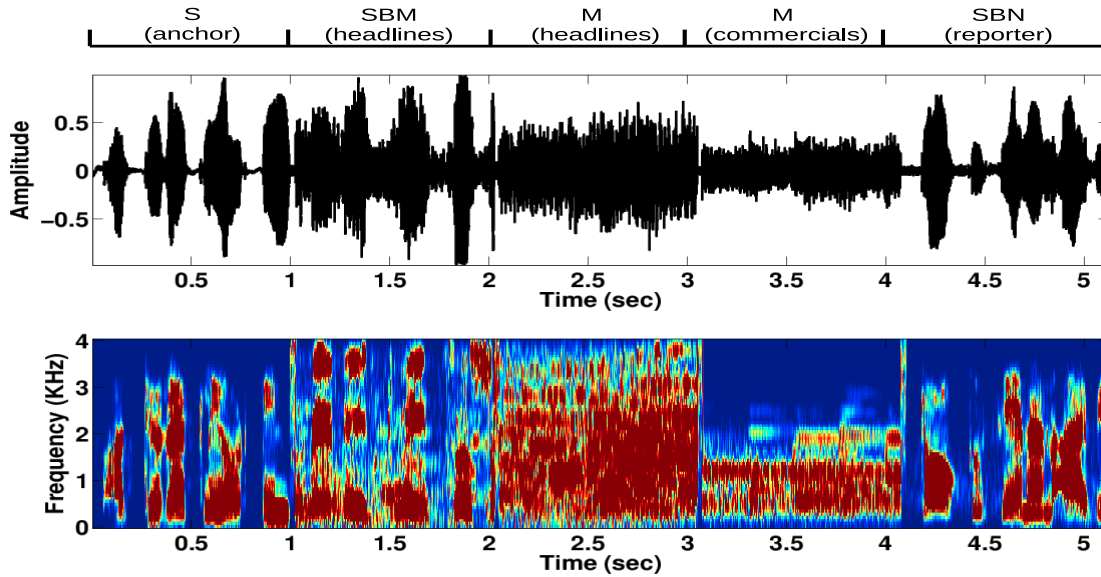 S SBM M M SBN
(anchor) (headlines) (headlines) (commercials) (reporter)
Amplitude
0.5
0
−0.5
0.5 1 1.5 2 2.5 3 3.5 4 4.5 5
Time (sec)
Frequency (KHz)
4
3
2
1
0
0.5 1 1.5 2 2.5 3 3.5 4 4.5 5
Time (sec)